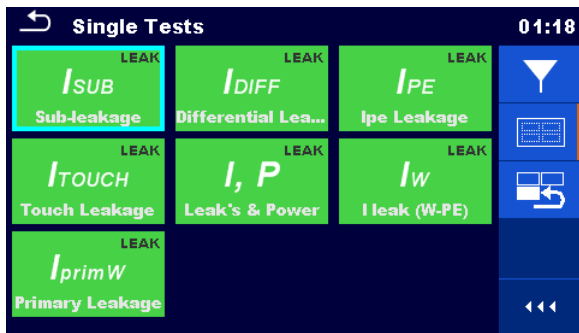 Single Tests 01:18
LEAK LEAK LEAK
ISUB IDIFF IPE
Sub-leakage Differential Lea... Ipe Leakage
LEAK LEAK LEAK
ITOUCH I, P Iw
Touch Leakage Leak's & Power I leak (W-PE)
LEAK
IprimW
Primary Leakage